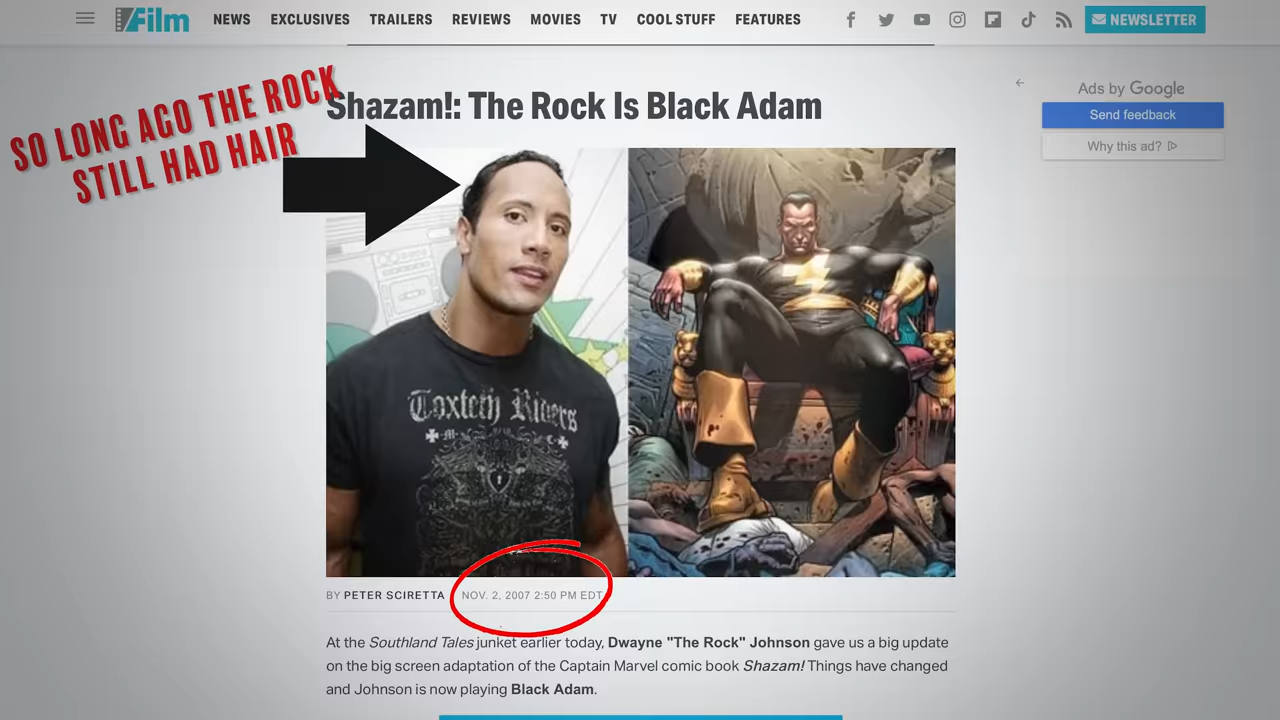 /Film
NEWS EXCLUSIVES TRAILERS REVIEWS MOVIES TV COOL STUFF FEATURES
NEWSLETTER
SO LONG AGO THE ROCK
STILL HAD HAIR
Shazam!: The Rock Is Black Adam
Ads by Google
Send feedback
Why this ad?
Toxteth Riders
M C
BY PETER SCIRETTA NOV. 2, 2007 2:50 PM EDT
At the Southland Tales junket earlier today, Dwayne "The Rock" Johnson gave us a big update
on the big screen adaptation of the Captain Marvel comic book Shazam! Things have changed
and Johnson is now playing Black Adam.